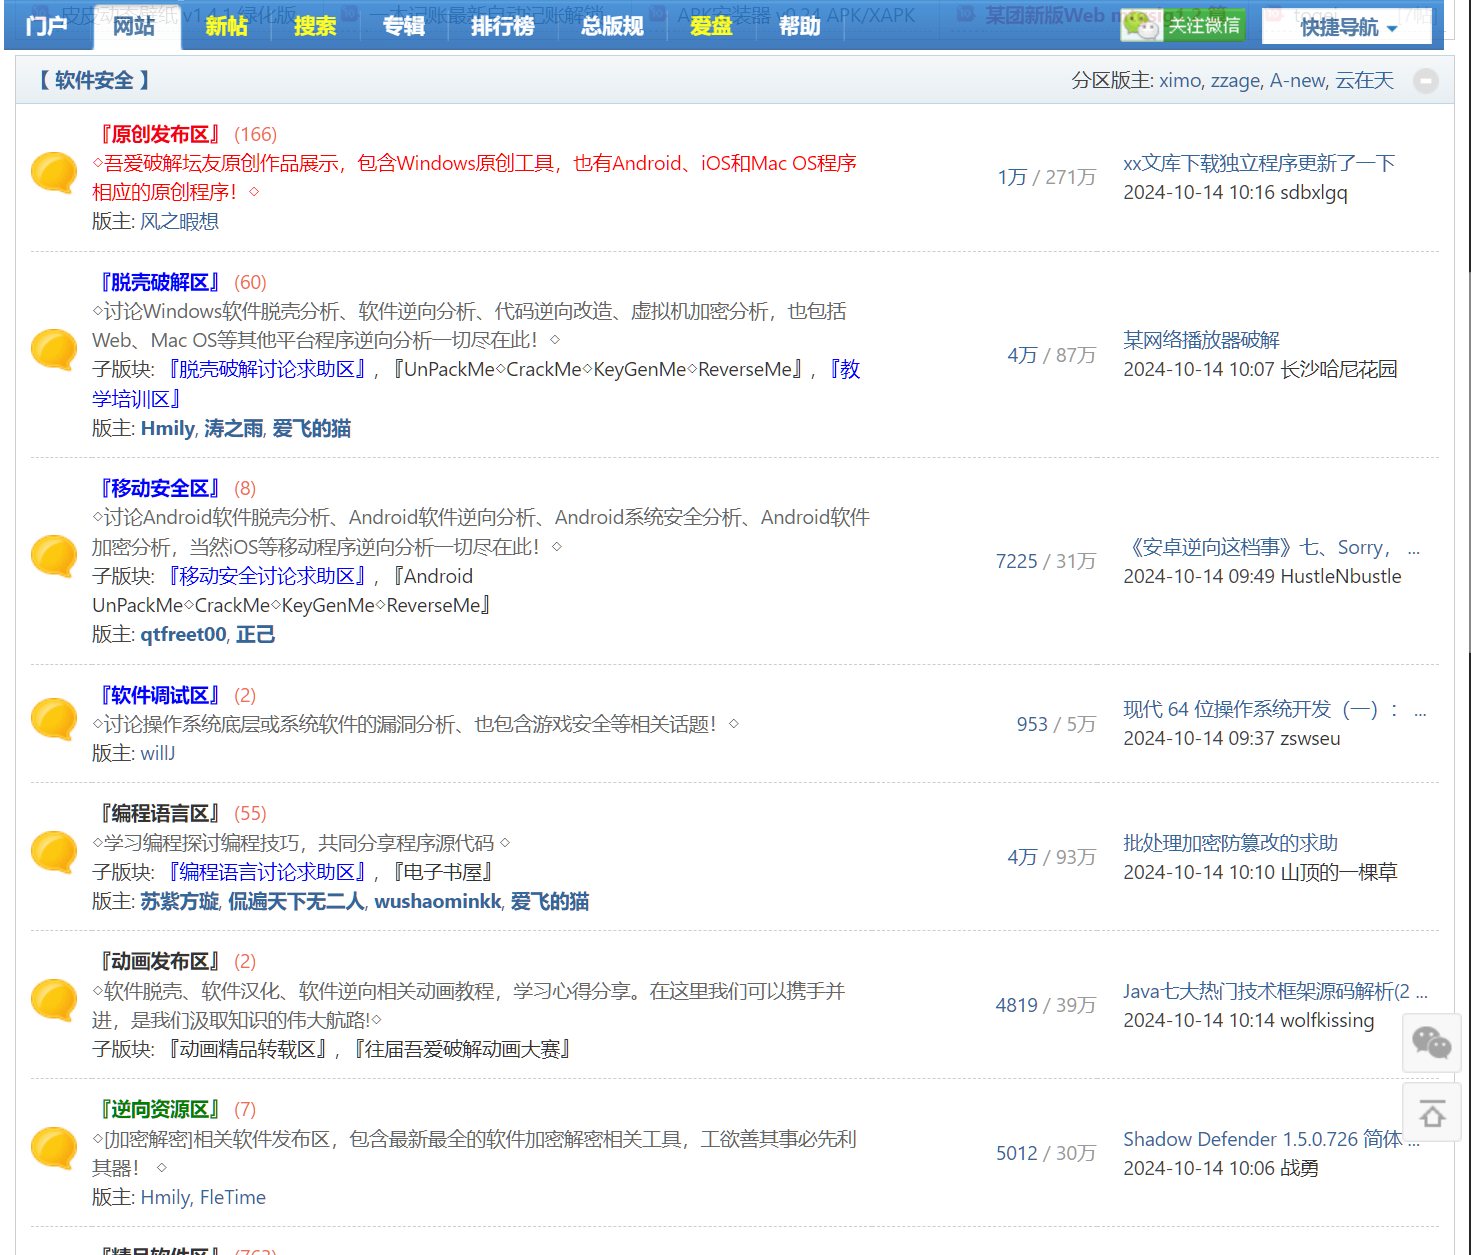 门户 网站 新帖 搜索 专辑 排行榜 总版规 爱盘 帮助 关注微信 快捷导航
【 软件安全 】 分区版主: ximo, zzage, A-new, 云在天
『原创发布区』 (166)
◇吾爱破解坛友原创作品展示，包含Windows原创工具，也有Android、iOS和Mac OS程序
相应的原创程序！◇
版主: 风之暇想
1万 / 271万
xx文库下载独立程序更新了一下
2024-10-14 10:16 sdbxlgq
『脱壳破解区』 (60)
◇讨论Windows软件脱壳分析、软件逆向分析、代码逆向改造、虚拟机加密分析，也包括
Web、Mac OS等其他平台程序逆向分析一切尽在此！◇
子版块: 『脱壳破解讨论求助区』, 『UnPackMe◇CrackMe◇KeyGenMe◇ReverseMe』, 『教
学培训区』
版主: Hmily, 涛之雨, 爱飞的猫
4万 / 87万
某网络播放器破解
2024-10-14 10:07 长沙哈尼花园
『移动安全区』 (8)
◇讨论Android软件脱壳分析、Android软件逆向分析、Android系统安全分析、Android软件
加密分析，当然iOS等移动程序逆向分析一切尽在此！◇
子版块: 『移动安全讨论求助区』, 『Android
UnPackMe◇CrackMe◇KeyGenMe◇ReverseMe』
版主: qtfreet00, 正己
7225 / 31万
《安卓逆向这档事》七、Sorry， ...
2024-10-14 09:49 HustleNbustle
『软件调试区』 (2)
◇讨论操作系统底层或系统软件的漏洞分析、也包含游戏安全等相关话题！◇
版主: willJ
953 / 5万
现代 64 位操作系统开发（一）： ...
2024-10-14 09:37 zswseu
『编程语言区』 (55)
◇学习编程探讨编程技巧，共同分享程序源代码 ◇
子版块: 『编程语言讨论求助区』, 『电子书屋』
版主: 苏紫方璇, 侃遍天下无二人, wushaominkk, 爱飞的猫
4万 / 93万
批处理加密防篡改的求助
2024-10-14 10:10 山顶的一棵草
『动画发布区』 (2)
◇软件脱壳、软件汉化、软件逆向相关动画教程，学习心得分享。在这里我们可以携手并
进，是我们汲取知识的伟大航路!◇
子版块: 『动画精品转载区』, 『往届吾爱破解动画大赛』
4819 / 39万
Java七大热门技术框架源码解析(2 ...
2024-10-14 10:14 wolfkissing
『逆向资源区』 (7)
◇[加密解密]相关软件发布区，包含最新最全的软件加密解密相关工具，工欲善其事必先利
其器！ ◇
版主: Hmily, FleTime
5012 / 30万
Shadow Defender 1.5.0.726 简体 ...
2024-10-14 10:06 战勇
『精品软件区』 (763)